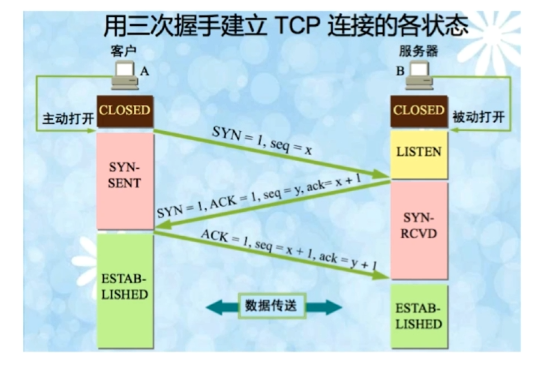 用三次握手建立 TCP 连接的各状态
客户
服务器
A
B
主动打开
CLOSED
CLOSED
被动打开
SYN = 1, seq = x
LISTEN
SYN-
SENT
SYN = 1, ACK = 1, seq = y, ack= x + 1
SYN-
RCVD
ACK = 1, seq = x + 1, ack = y + 1
ESTAB-
LISHED
数据传送
ESTAB-
LISHED